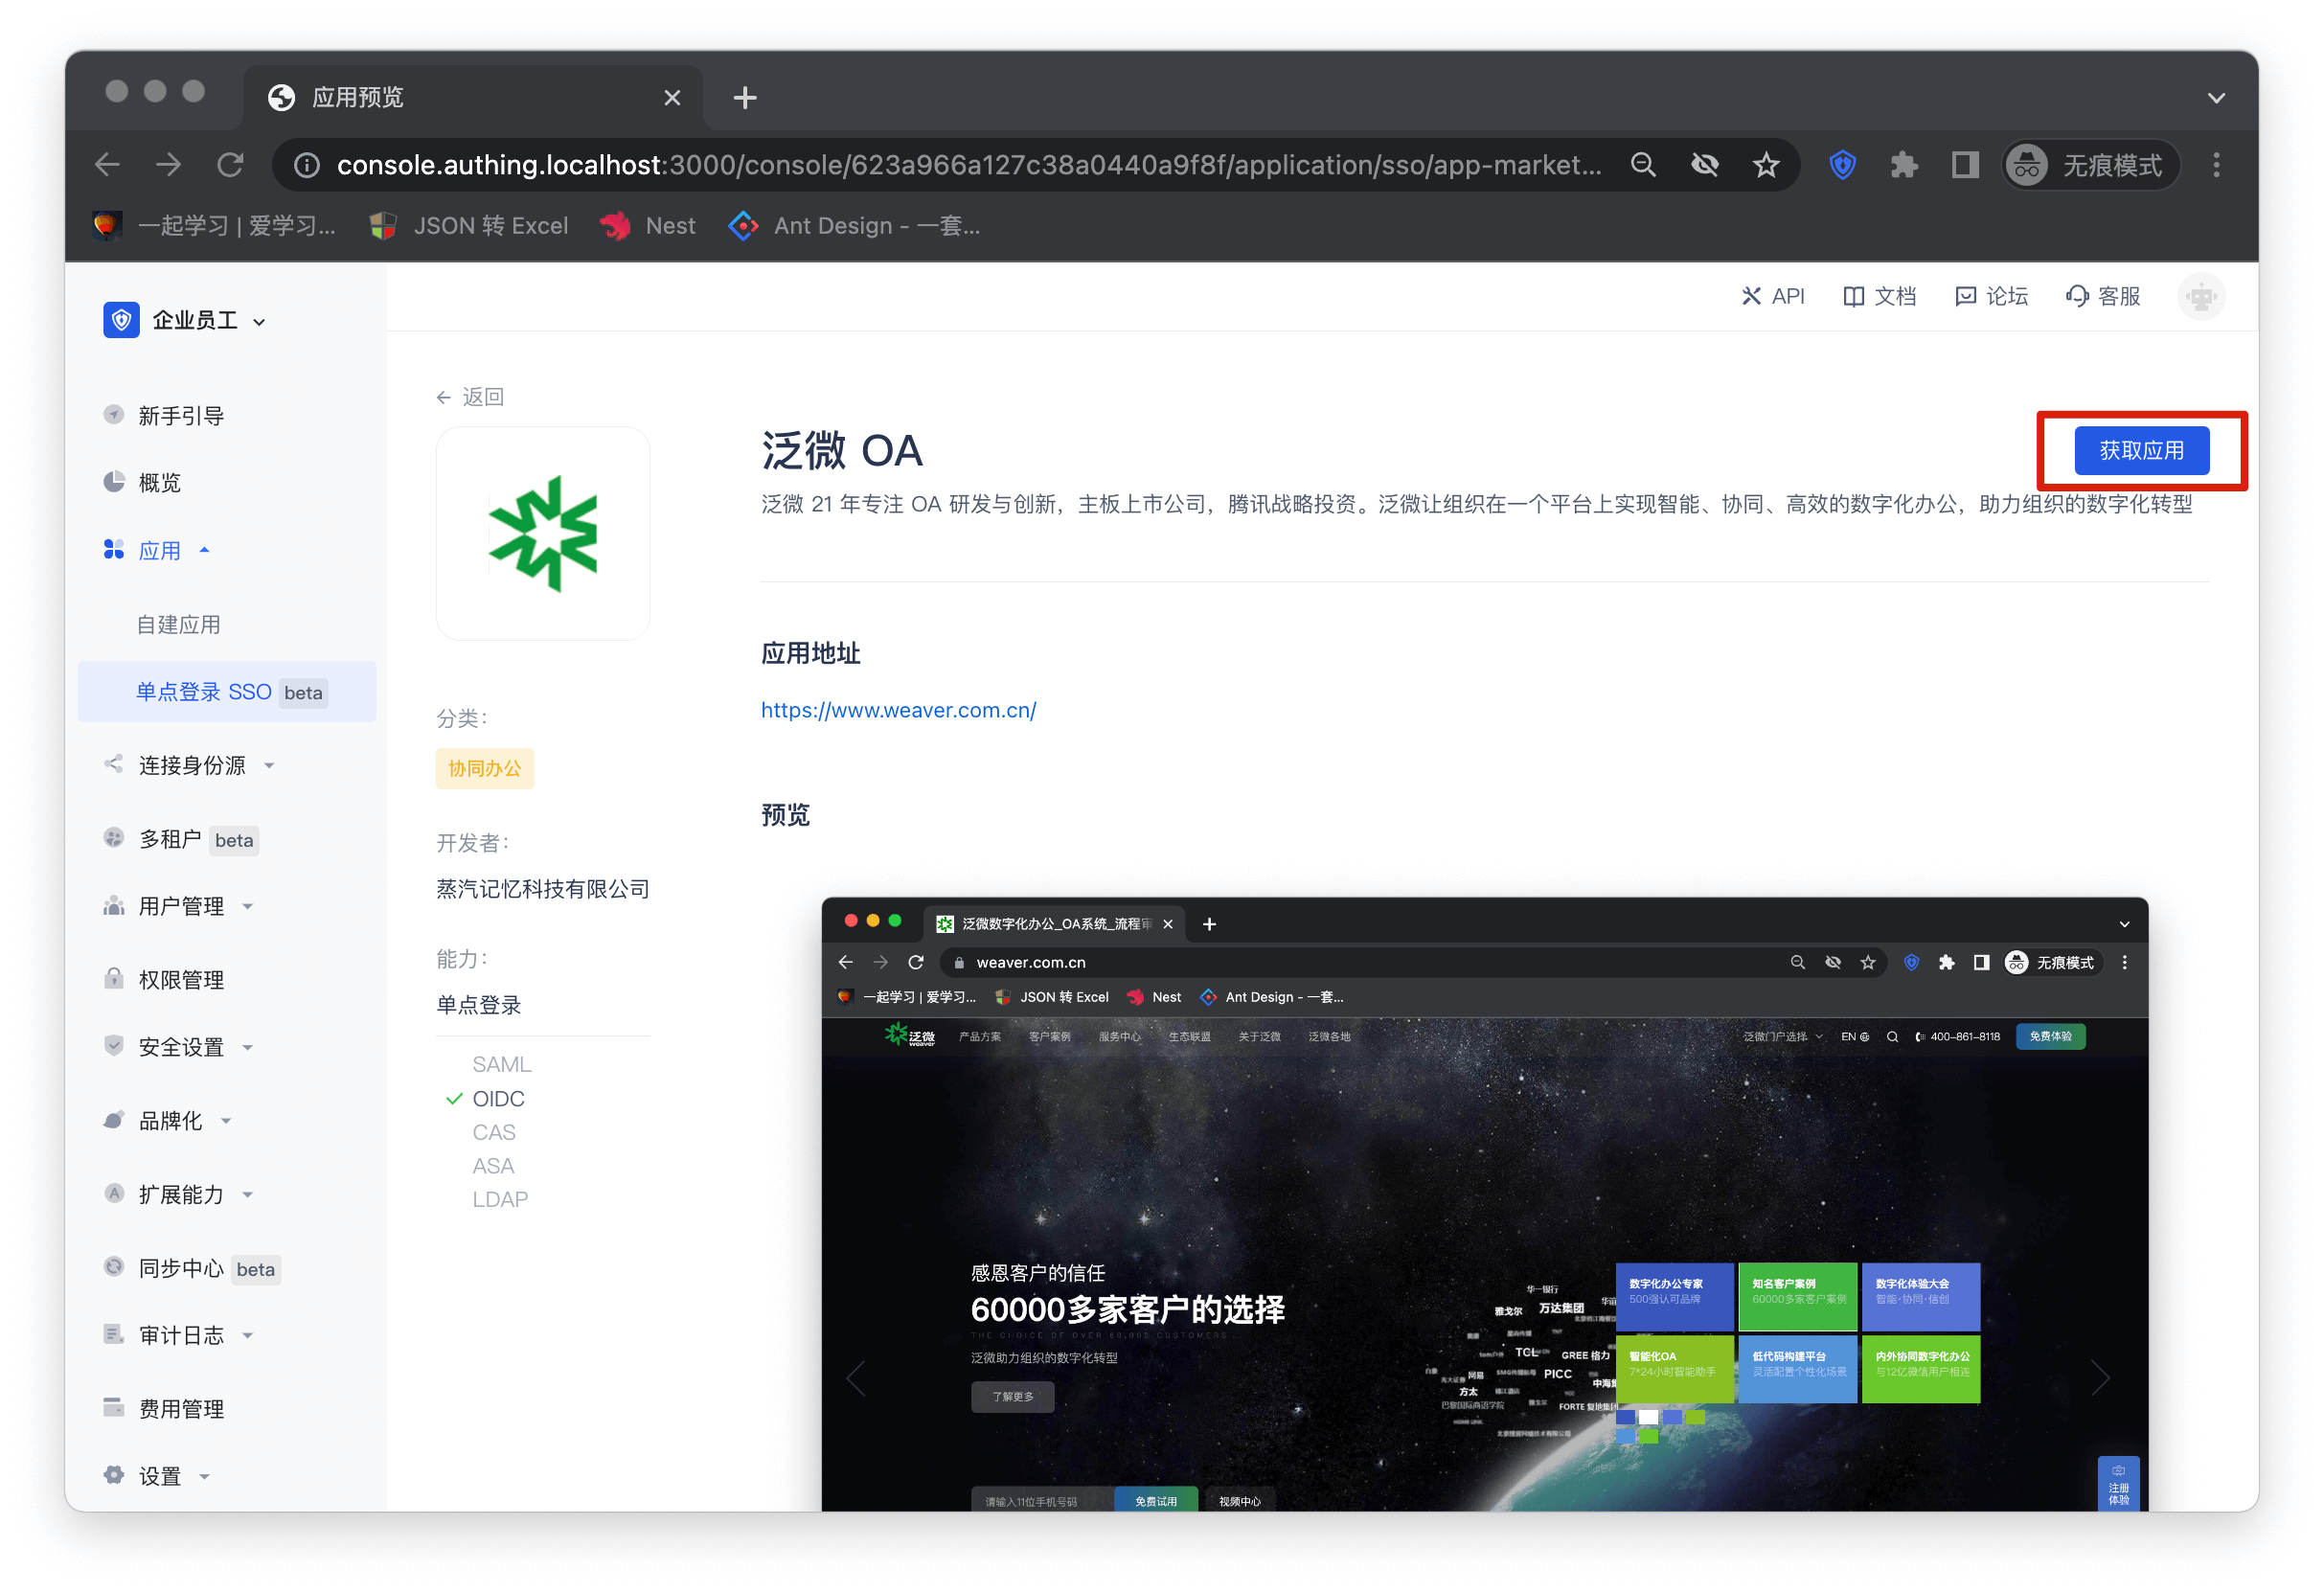 应用预览
console.authing.localhost:3000/console/623a966a127c38a0440a9f8f/application/sso/app-market...
无痕模式
一起学习 | 爱学习...
JSON 转 Excel
Nest
Ant Design - 一套...
企业员工
API
文档
论坛
客服
新手引导
概览
应用
自建应用
单点登录 SSO beta
连接身份源
多租户 beta
用户管理
权限管理
安全设置
品牌化
扩展能力
同步中心 beta
审计日志
费用管理
设置
返回
分类：
协同办公
开发者：
蒸汽记忆科技有限公司
能力：
单点登录
SAML
OIDC
CAS
ASA
LDAP
泛微 OA
获取应用
泛微 21 年专注 OA 研发与创新，主板上市公司，腾讯战略投资。泛微让组织在一个平台上实现智能、协同、高效的数字化办公，助力组织的数字化转型
应用地址
https://www.weaver.com.cn/
预览
泛微数字化办公_OA系统_流程审
weaver.com.cn
无痕模式
一起学习 | 爱学习...
JSON 转 Excel
Nest
Ant Design - 一套...
泛微
weaver
产品方案
客户案例
服务中心
生态联盟
关于泛微
泛微各地
泛微门户选择
EN
400-861-8118
免费体验
感恩客户的信任
60000多家客户的选择
泛微助力组织的数字化转型
了解更多
华一银行
雅戈尔
万达集团
TCL
GREE 格力
网易
PICC
方太
巴黎国际商语学院
FORTE 复地集团
数字化办公专家
500强认可品牌
知名客户案例
60000多家客户案例
数字化体验大会
智能·协同·信创
智能化OA
7*24小时智能助手
低代码构建平台
灵活配置个性化场景
内外协同数字化办公
与12亿微信用户相连
请输入11位手机号码
免费试用
视频中心
注册
体验